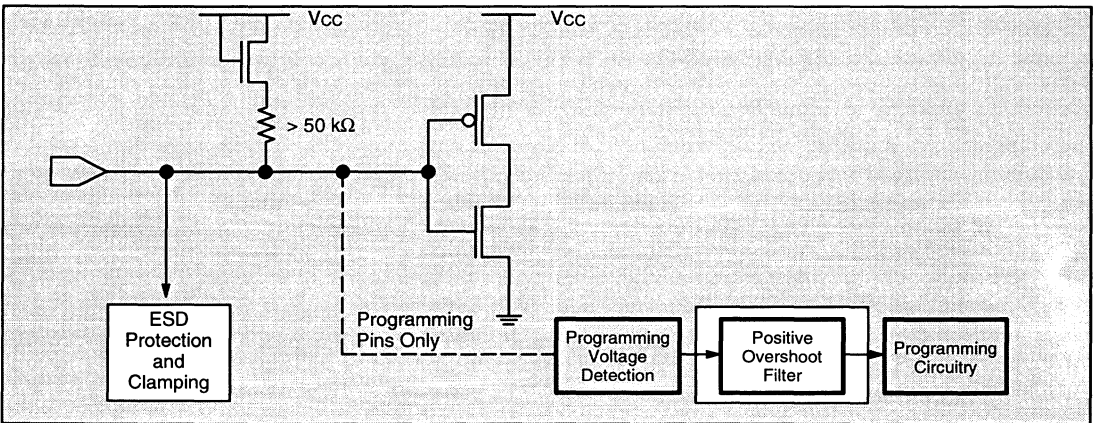 VCC
VCC
> 50 kΩ
ESD
Protection
and
Clamping
Programming
Pins Only
Programming
Voltage
Detection
Positive
Overshoot
Filter
Programming
Circuitry